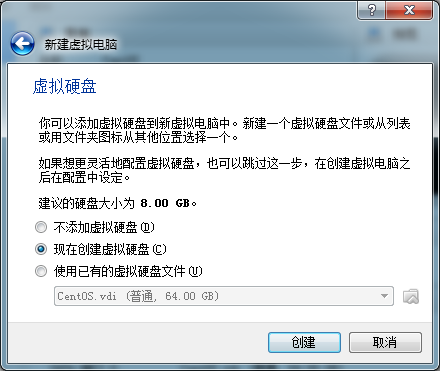 新建虚拟电脑
虚拟硬盘
你可以添加虚拟硬盘到新虚拟电脑中。新建一个虚拟硬盘文件或从列表
或用文件夹图标从其他位置选择一个。
如果想更灵活地配置虚拟硬盘，也可以跳过这一步，在创建虚拟电脑之
后在配置中设定。
建议的硬盘大小为 8.00 GB。
不添加虚拟硬盘(D)
现在创建虚拟硬盘(C)
使用已有的虚拟硬盘文件(U)
CentOS.vdi (普通, 64.00 GB)
创建 取消